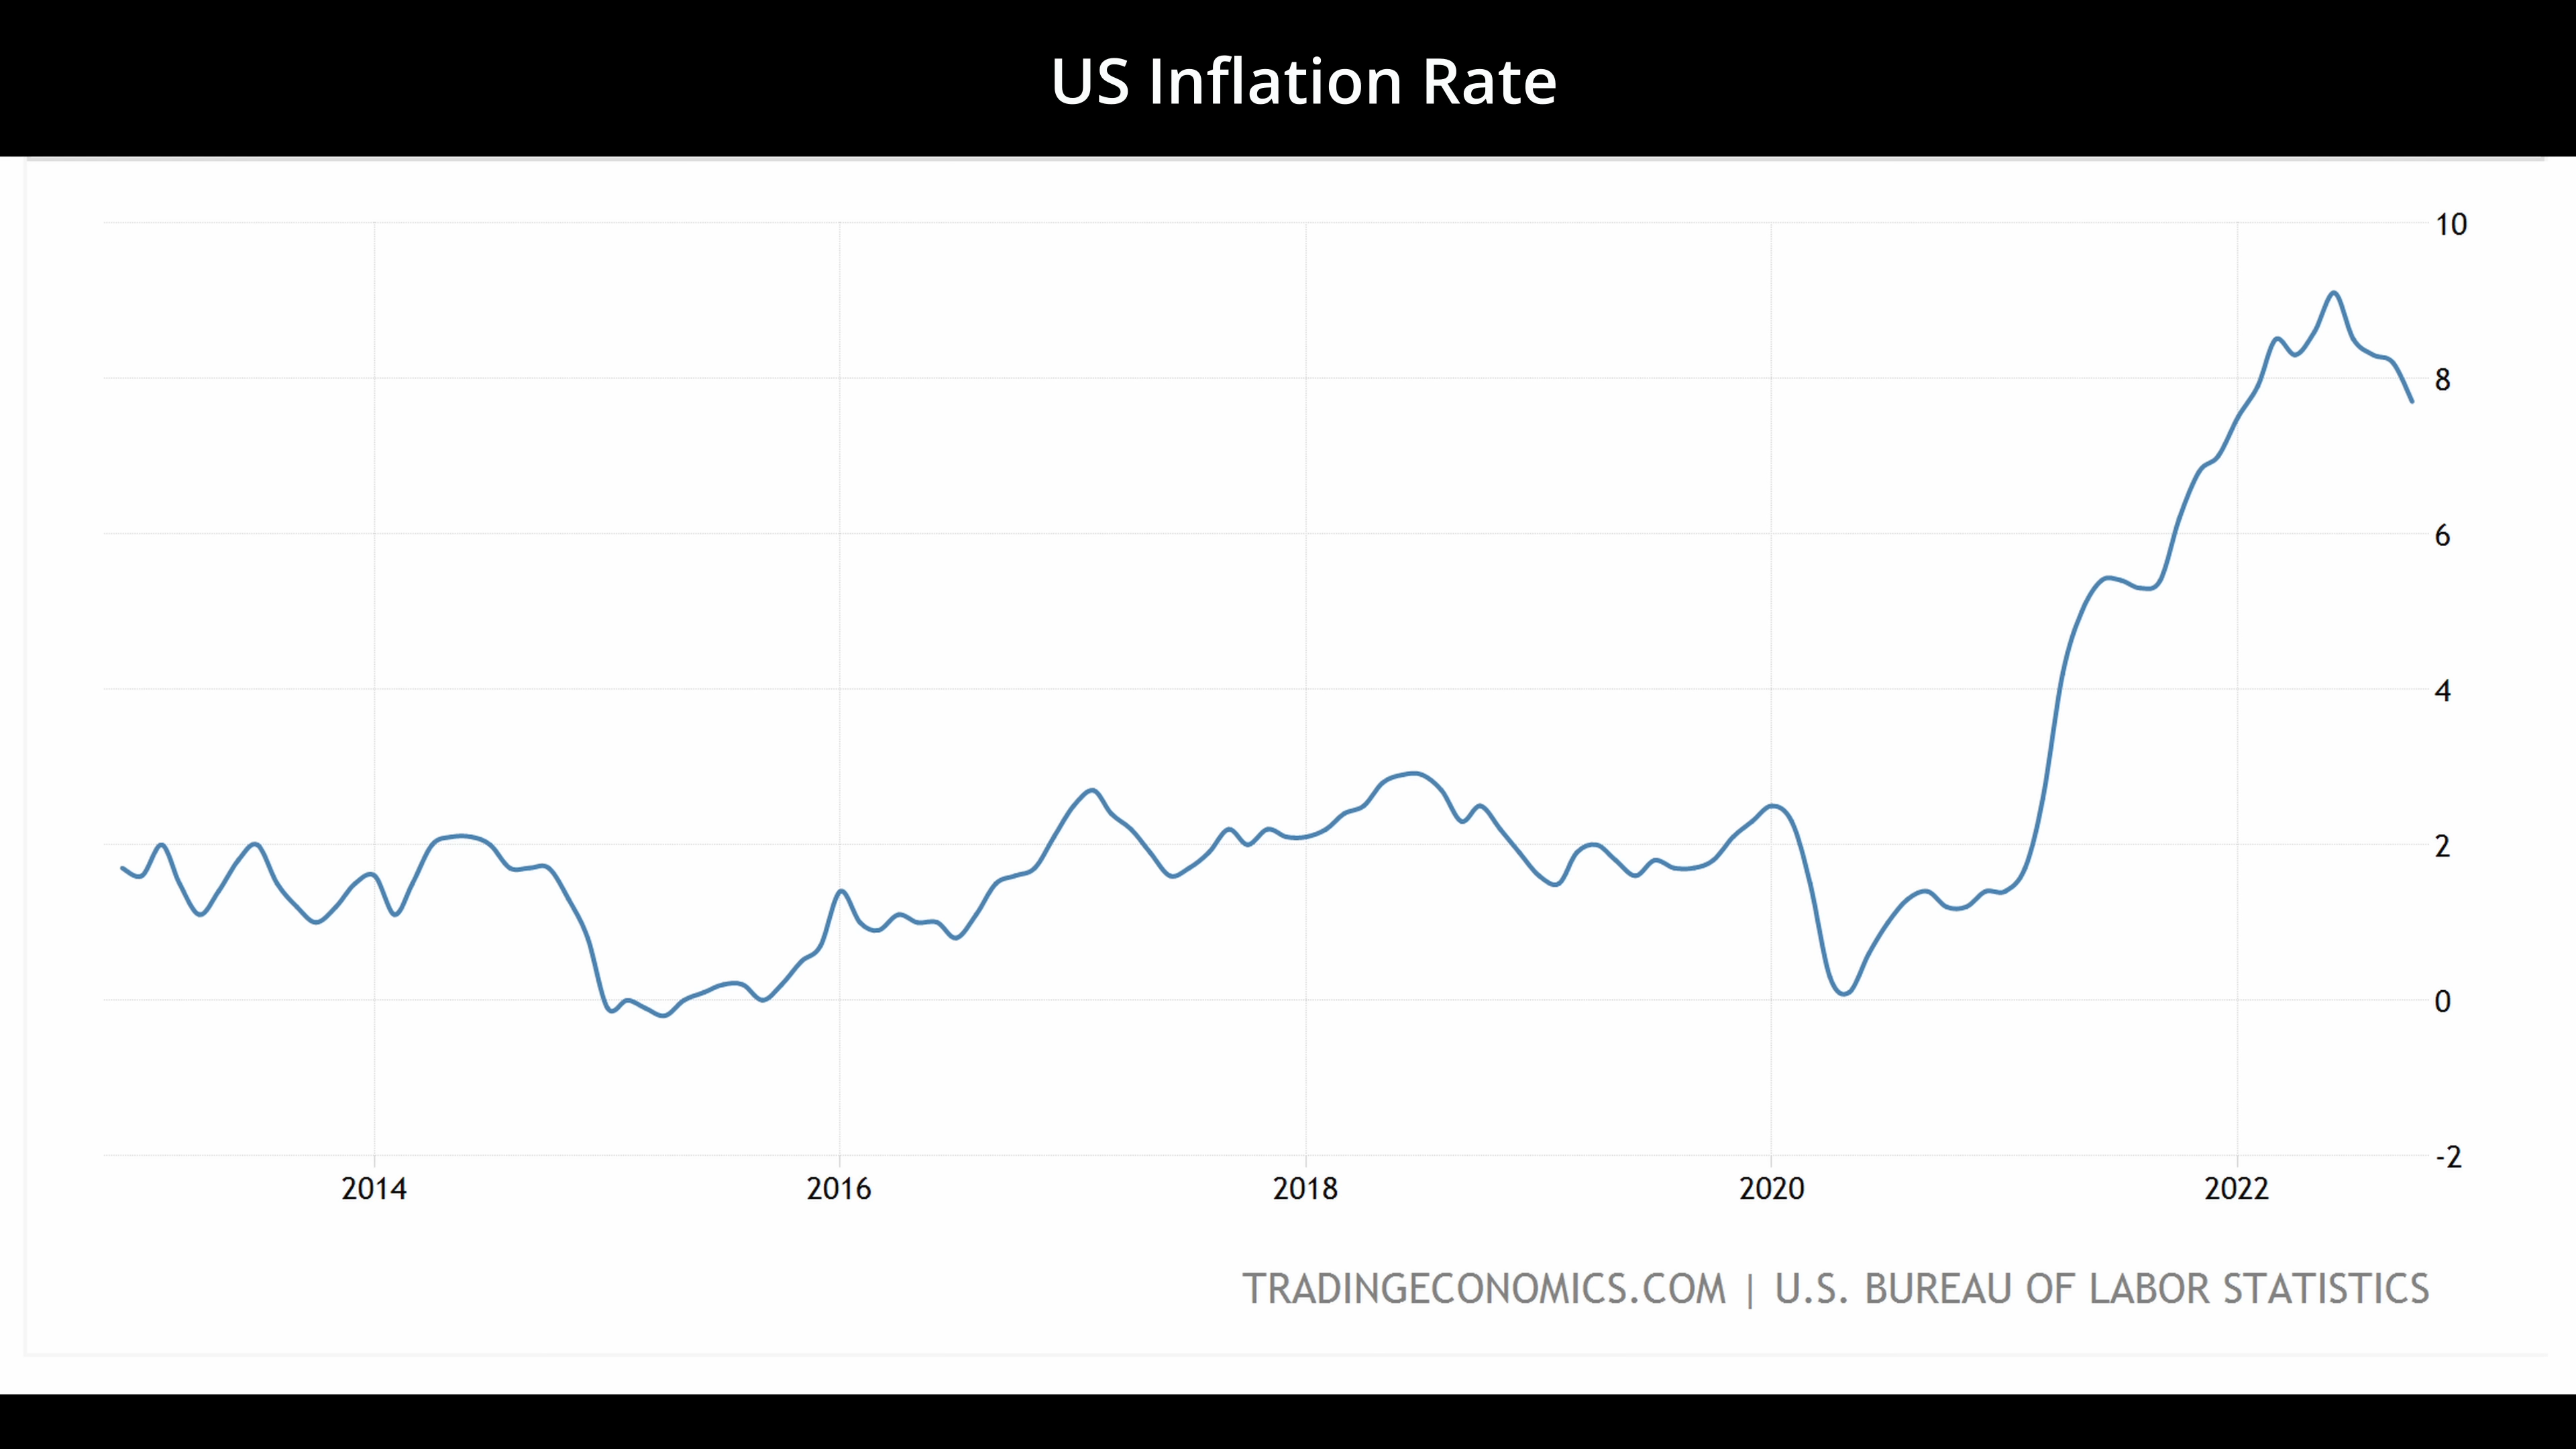 US Inflation Rate
10
8
6
4
2
0
-2
2014 2016 2018 2020 2022
TRADINGECONOMICS.COM | U.S. BUREAU OF LABOR STATISTICS